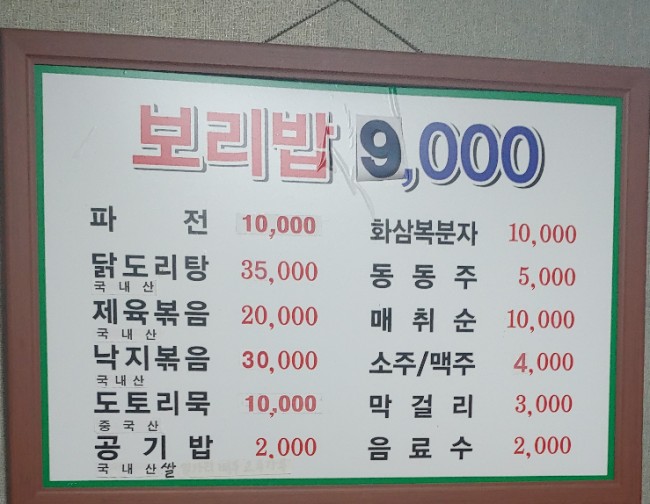 보리밥 9,000
파 전 10,000
닭도리탕 35,000
국내산
제육볶음 20,000
국내산
낙지볶음 30,000
국내산
도토리묵 10,000
중국산
공기밥 2,000
국내산쌀
화삼복분자 10,000
동동주 5,000
매취순 10,000
소주/맥주 4,000
막걸리 3,000
음료수 2,000